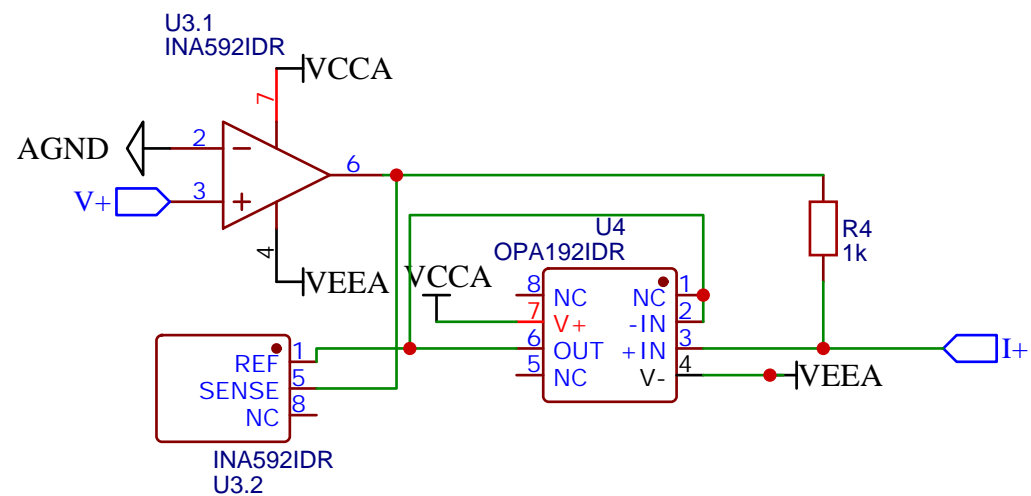 U3.1
INA592IDR
VCCA
7
AGND
2
6
V+
3
4
VEEA
U4
OPA192IDR
R4
1k
VCCA
8 NC NC 1
7 V+ -IN 2
6 OUT +IN 3
5 NC V- 4
I+
VEEA
REF 1
SENSE 5
NC 8
INA592IDR
U3.2